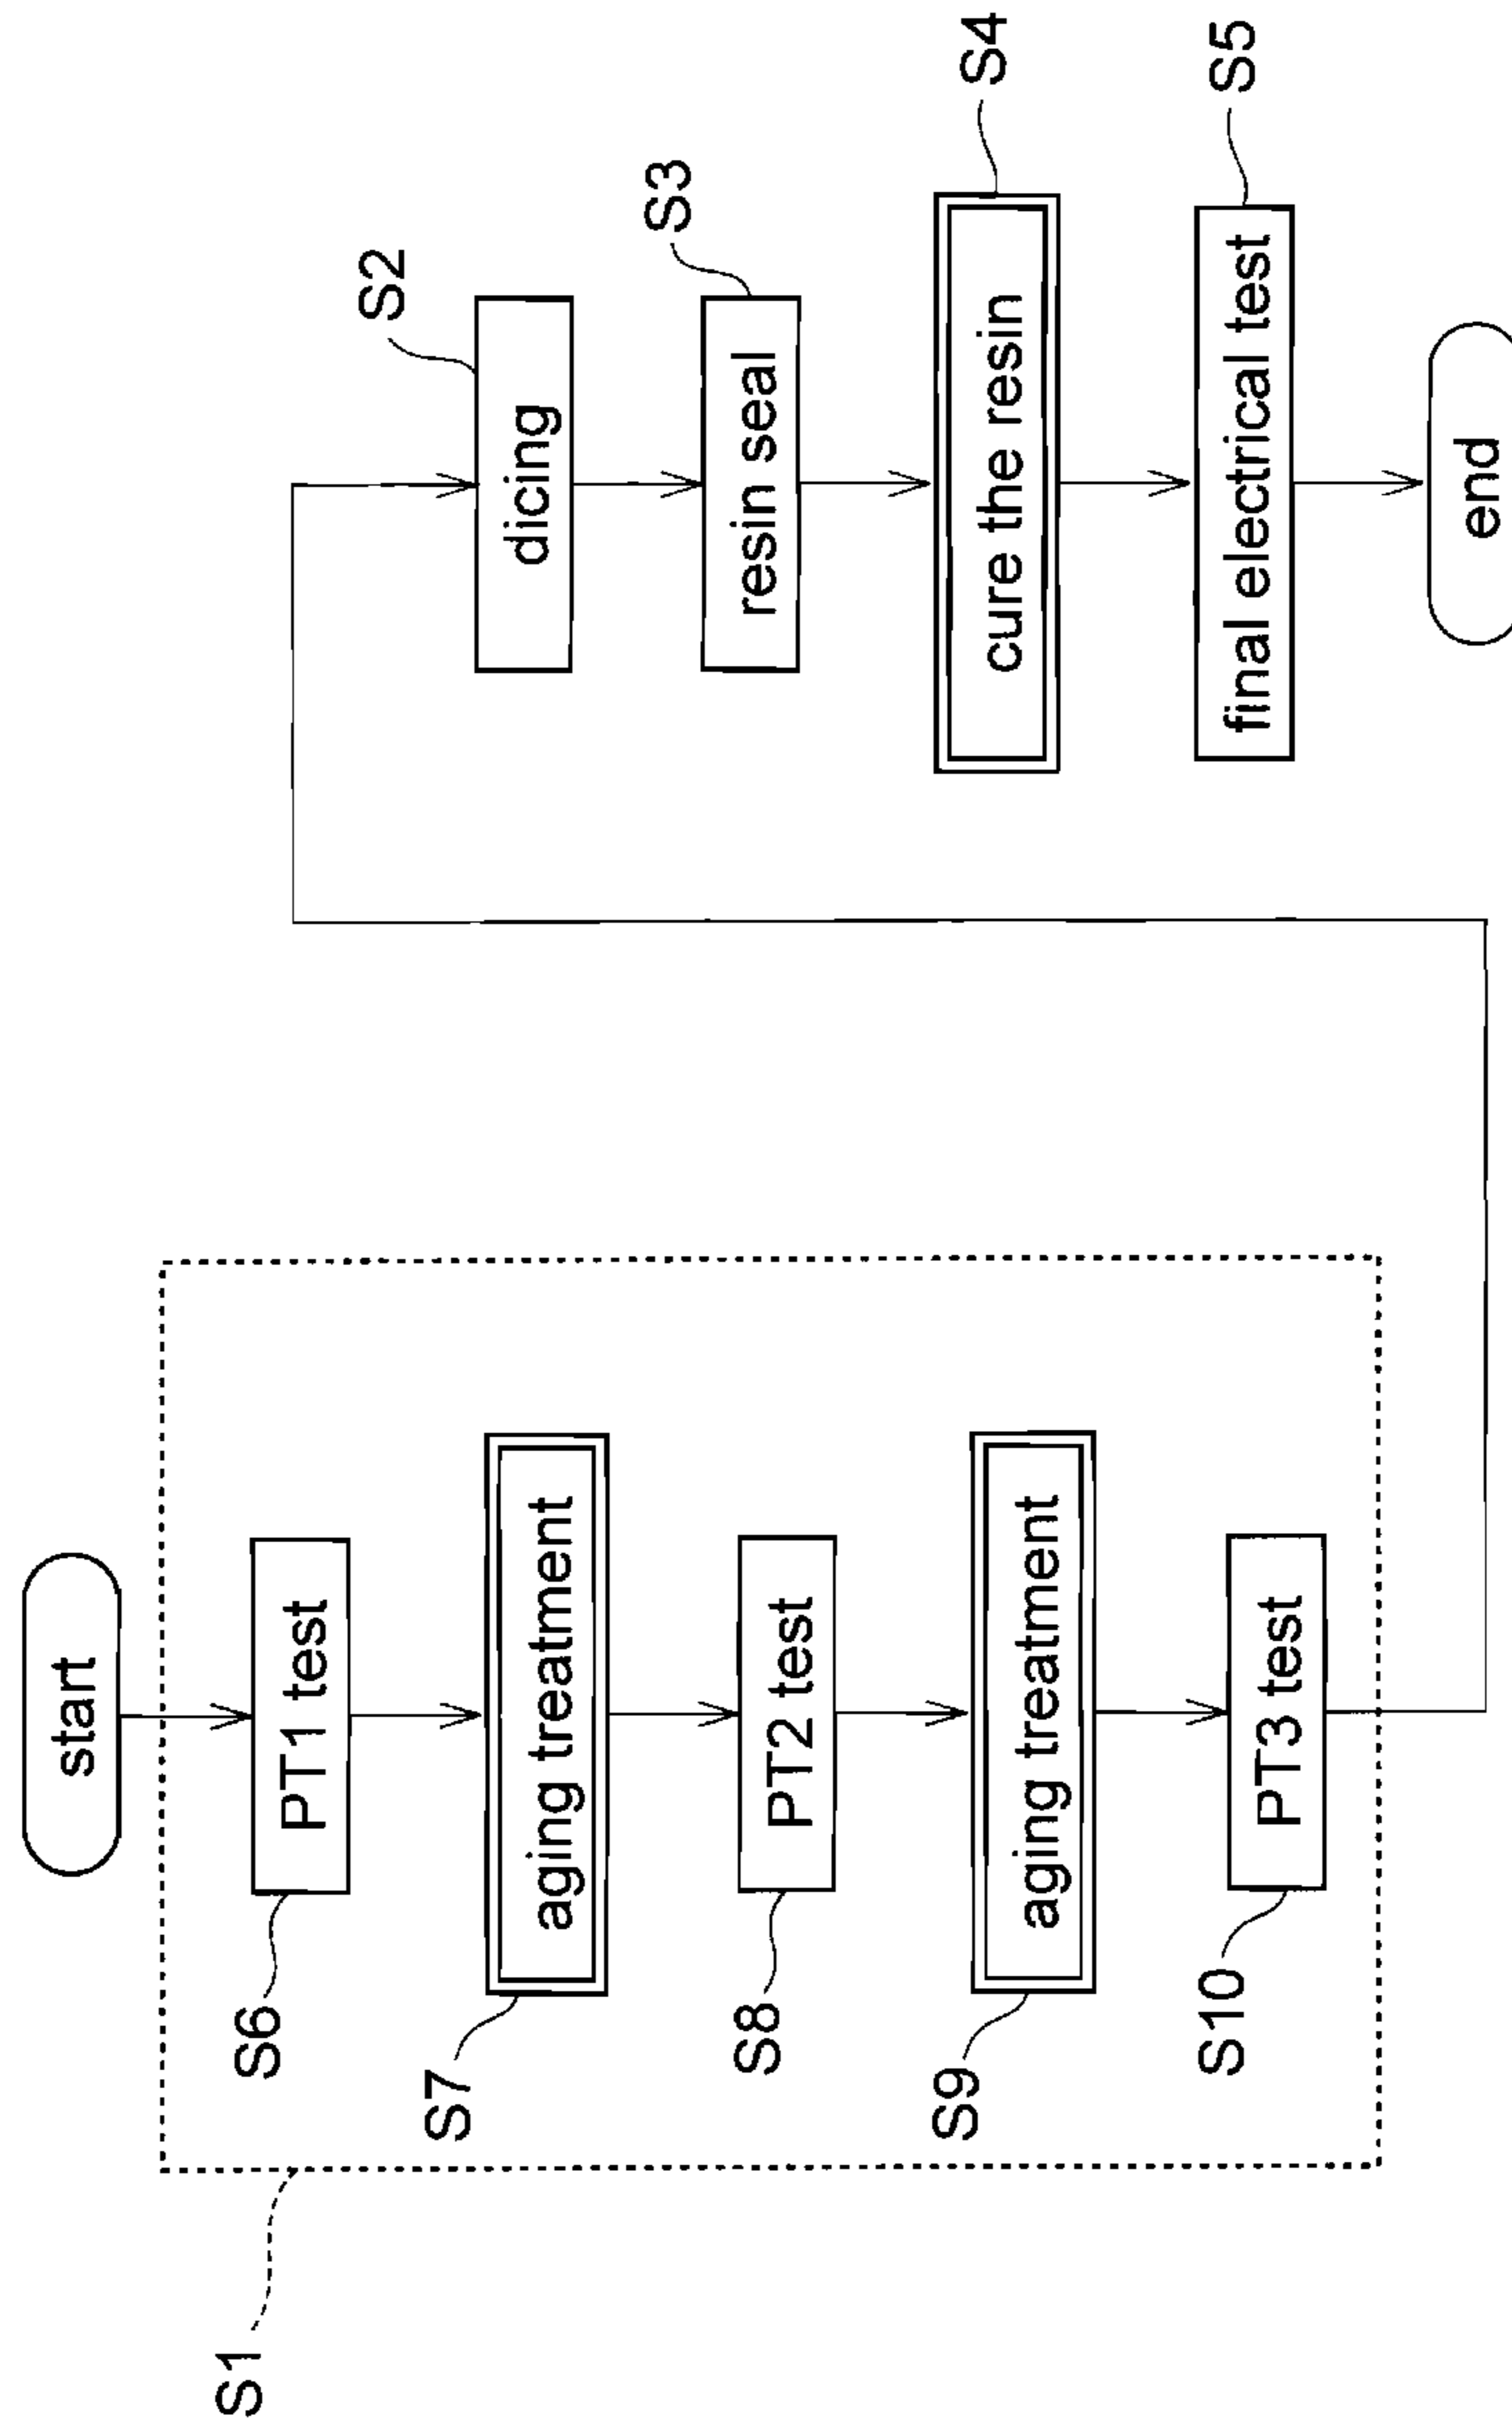 start
S1
S6
PT1 test
S7
aging treatment
S8
PT2 test
S9
aging treatment
S10
PT3 test
S2
dicing
S3
resin seal
S4
cure the resin
S5
final electrical test
end